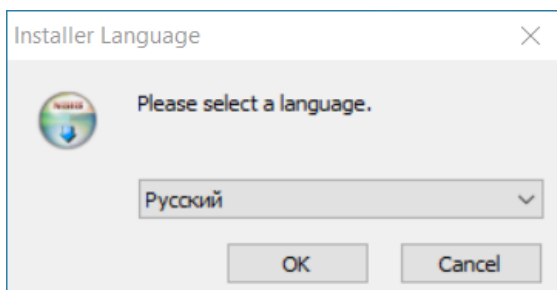 Installer Language
Please select a language.
Русский
OK
Cancel